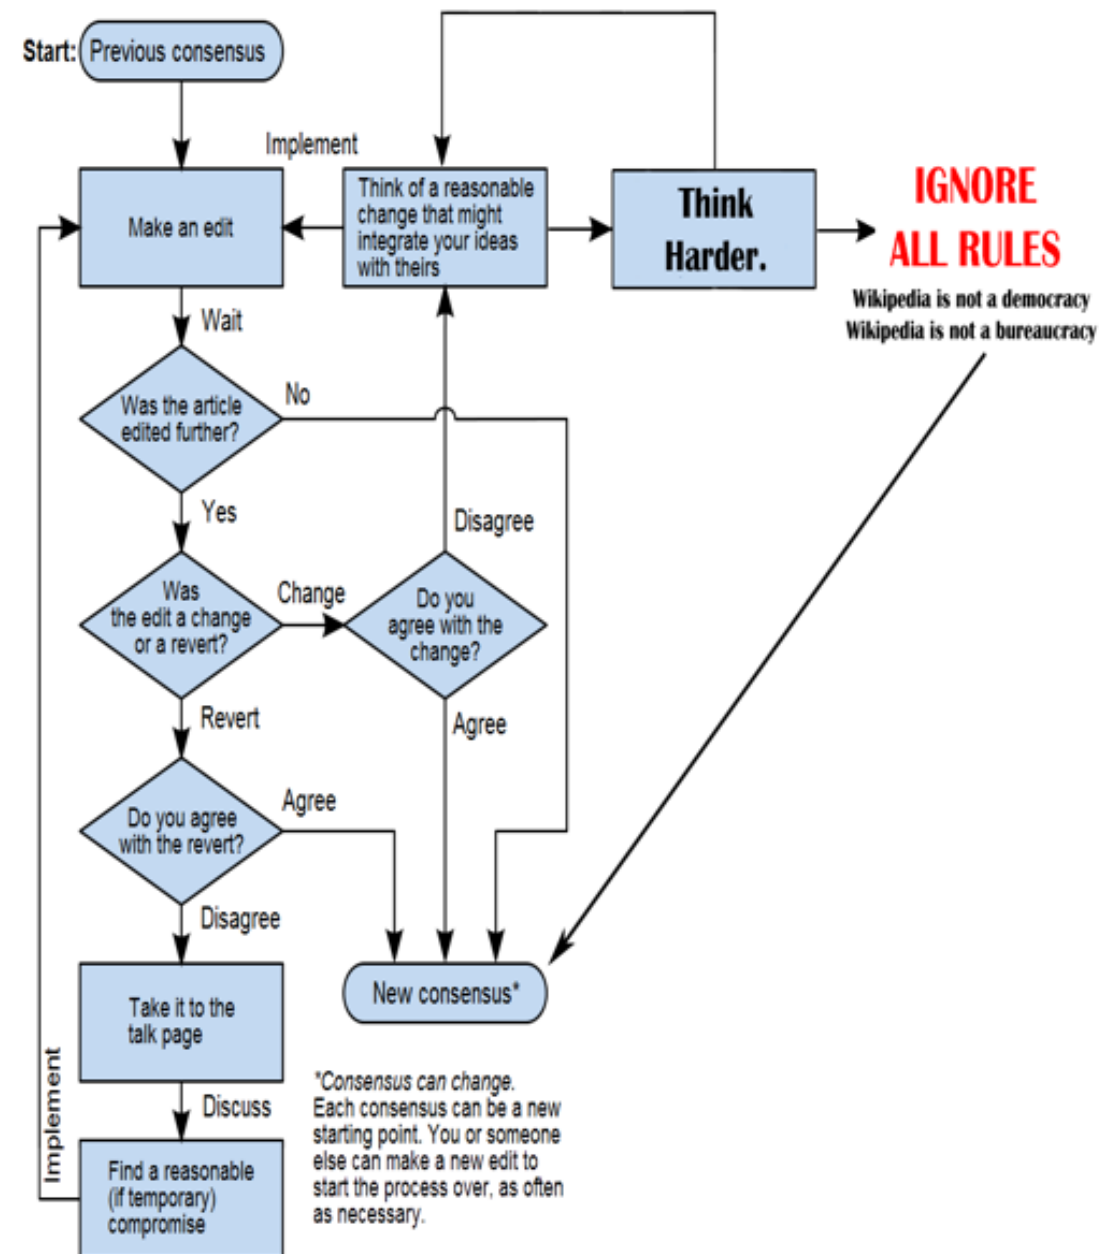 Start:
Previous consensus
Implement
Make an edit
Think of a reasonable
change that might
integrate your ideas
with theirs
Think
Harder.
IGNORE
ALL RULES
Wikipedia is not a democracy
Wikipedia is not a bureaucracy
Wait
Was the article
edited further?
No
Yes
Disagree
Was
the edit a change
or a revert?
Change
Do you
agree with the
change?
Revert
Agree
Do you agree
with the revert?
Agree
Disagree
Take it to the
talk page
New consensus*
Discuss
Implement
Find a reasonable
(if temporary)
compromise
*Consensus can change.
Each consensus can be a new
starting point. You or someone
else can make a new edit to
start the process over, as often
as necessary.